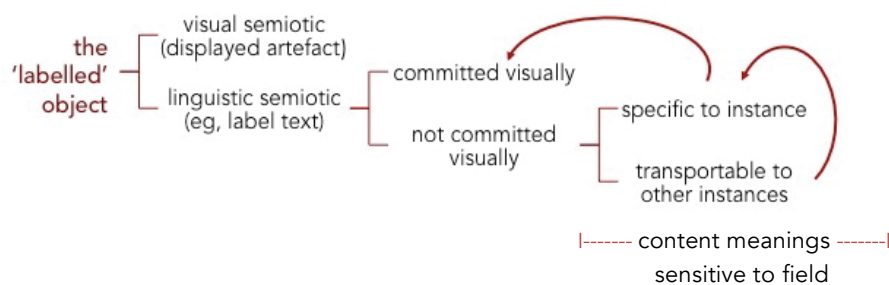 the
'labelled'
object
visual semiotic
(displayed artefact)
linguistic semiotic
(eg, label text)
committed visually
not committed
visually
specific to instance
transportable to
other instances
content meanings
sensitive to field